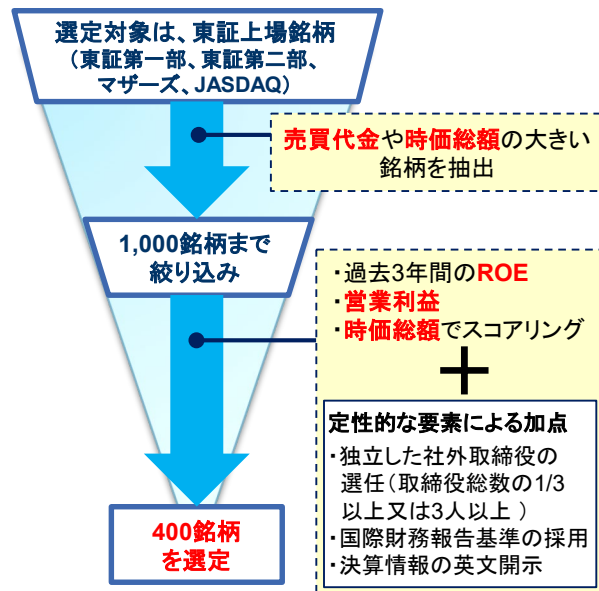 選定対象は、東証上場銘柄
（東証第一部、東証第二部、
マザーズ、JASDAQ）
売買代金や時価総額の大きい
銘柄を抽出
1,000銘柄まで
絞り込み
・過去3年間のROE
・営業利益
・時価総額でスコアリング
＋
定性的な要素による加点
・独立した社外取締役の
選任（取締役総数の1/3
以上又は3人以上 ）
・国際財務報告基準の採用
・決算情報の英文開示
400銘柄
を選定